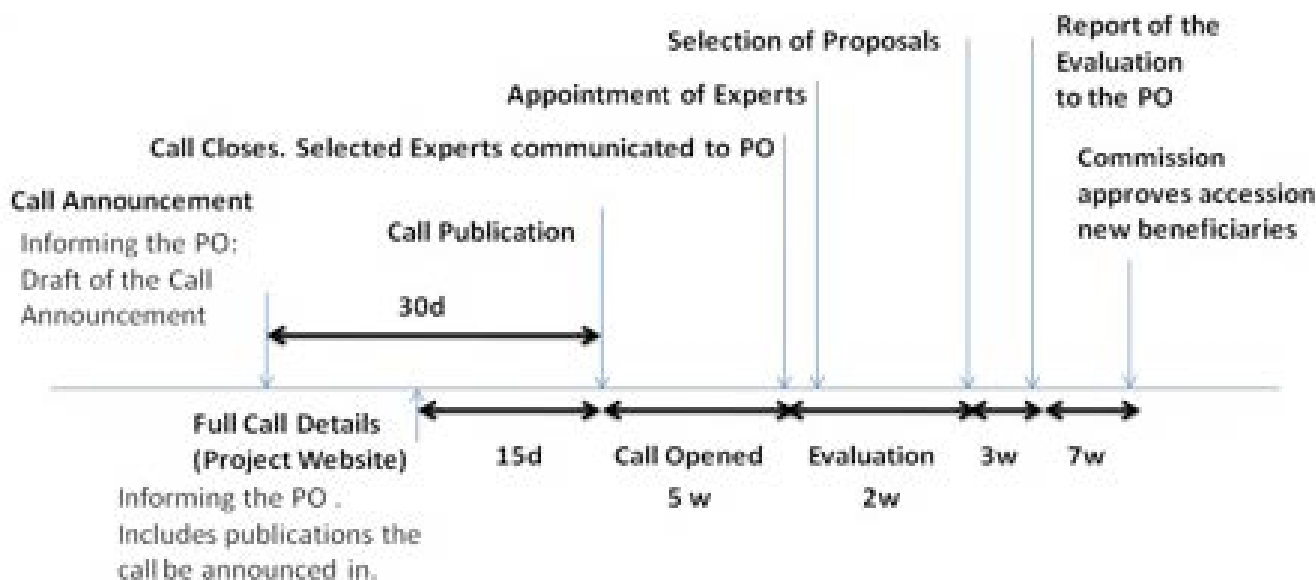 Selection of Proposals
Report of the
Evaluation
to the PO
Appointment of Experts
Call Closes. Selected Experts communicated to PO
Commission
approves accession
new beneficiaries
Call Announcement
Informing the PO:
Draft of the Call
Announcement
Call Publication
30d
Full Call Details
(Project Website)
Informing the PO .
Includes publications the
call be announced in.
15d
Call Opened
5 w
Evaluation
2w
3w
7w